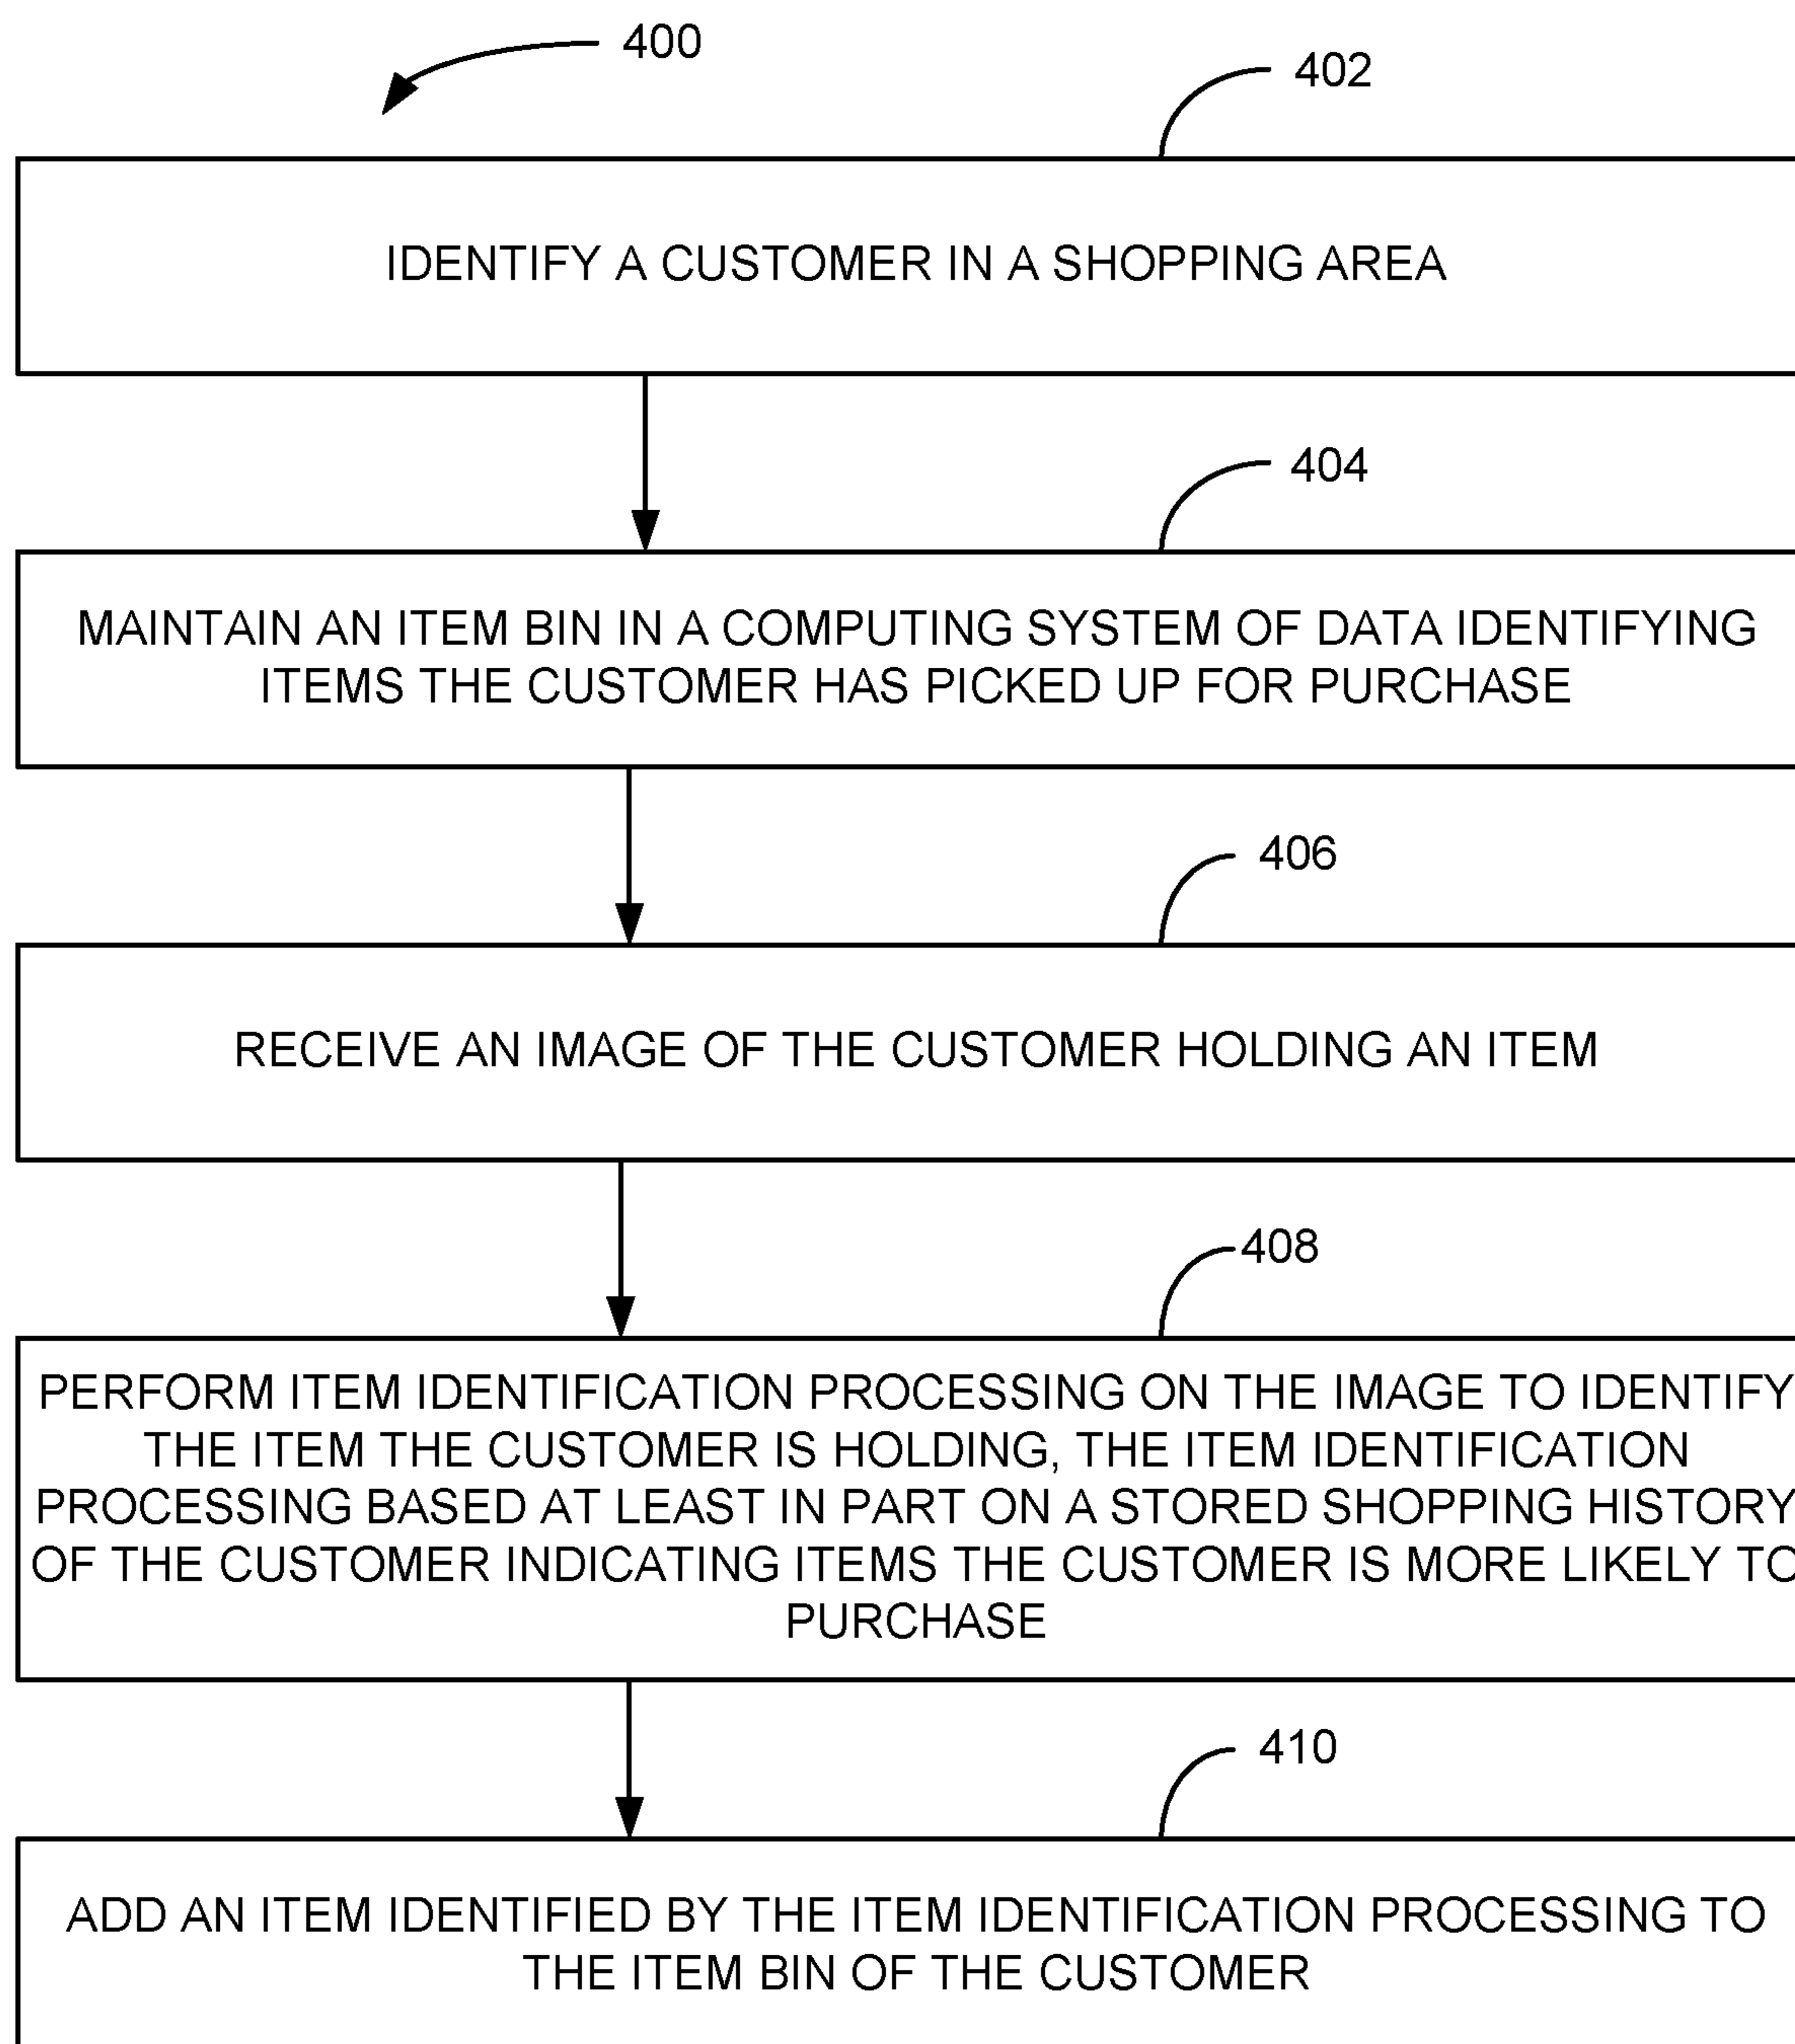 400
402
IDENTIFY A CUSTOMER IN A SHOPPING AREA
404
MAINTAIN AN ITEM BIN IN A COMPUTING SYSTEM OF DATA IDENTIFYING
ITEMS THE CUSTOMER HAS PICKED UP FOR PURCHASE
406
RECEIVE AN IMAGE OF THE CUSTOMER HOLDING AN ITEM
408
PERFORM ITEM IDENTIFICATION PROCESSING ON THE IMAGE TO IDENTIFY
THE ITEM THE CUSTOMER IS HOLDING, THE ITEM IDENTIFICATION
PROCESSING BASED AT LEAST IN PART ON A STORED SHOPPING HISTORY
OF THE CUSTOMER INDICATING ITEMS THE CUSTOMER IS MORE LIKELY TO
PURCHASE
410
ADD AN ITEM IDENTIFIED BY THE ITEM IDENTIFICATION PROCESSING TO
THE ITEM BIN OF THE CUSTOMER